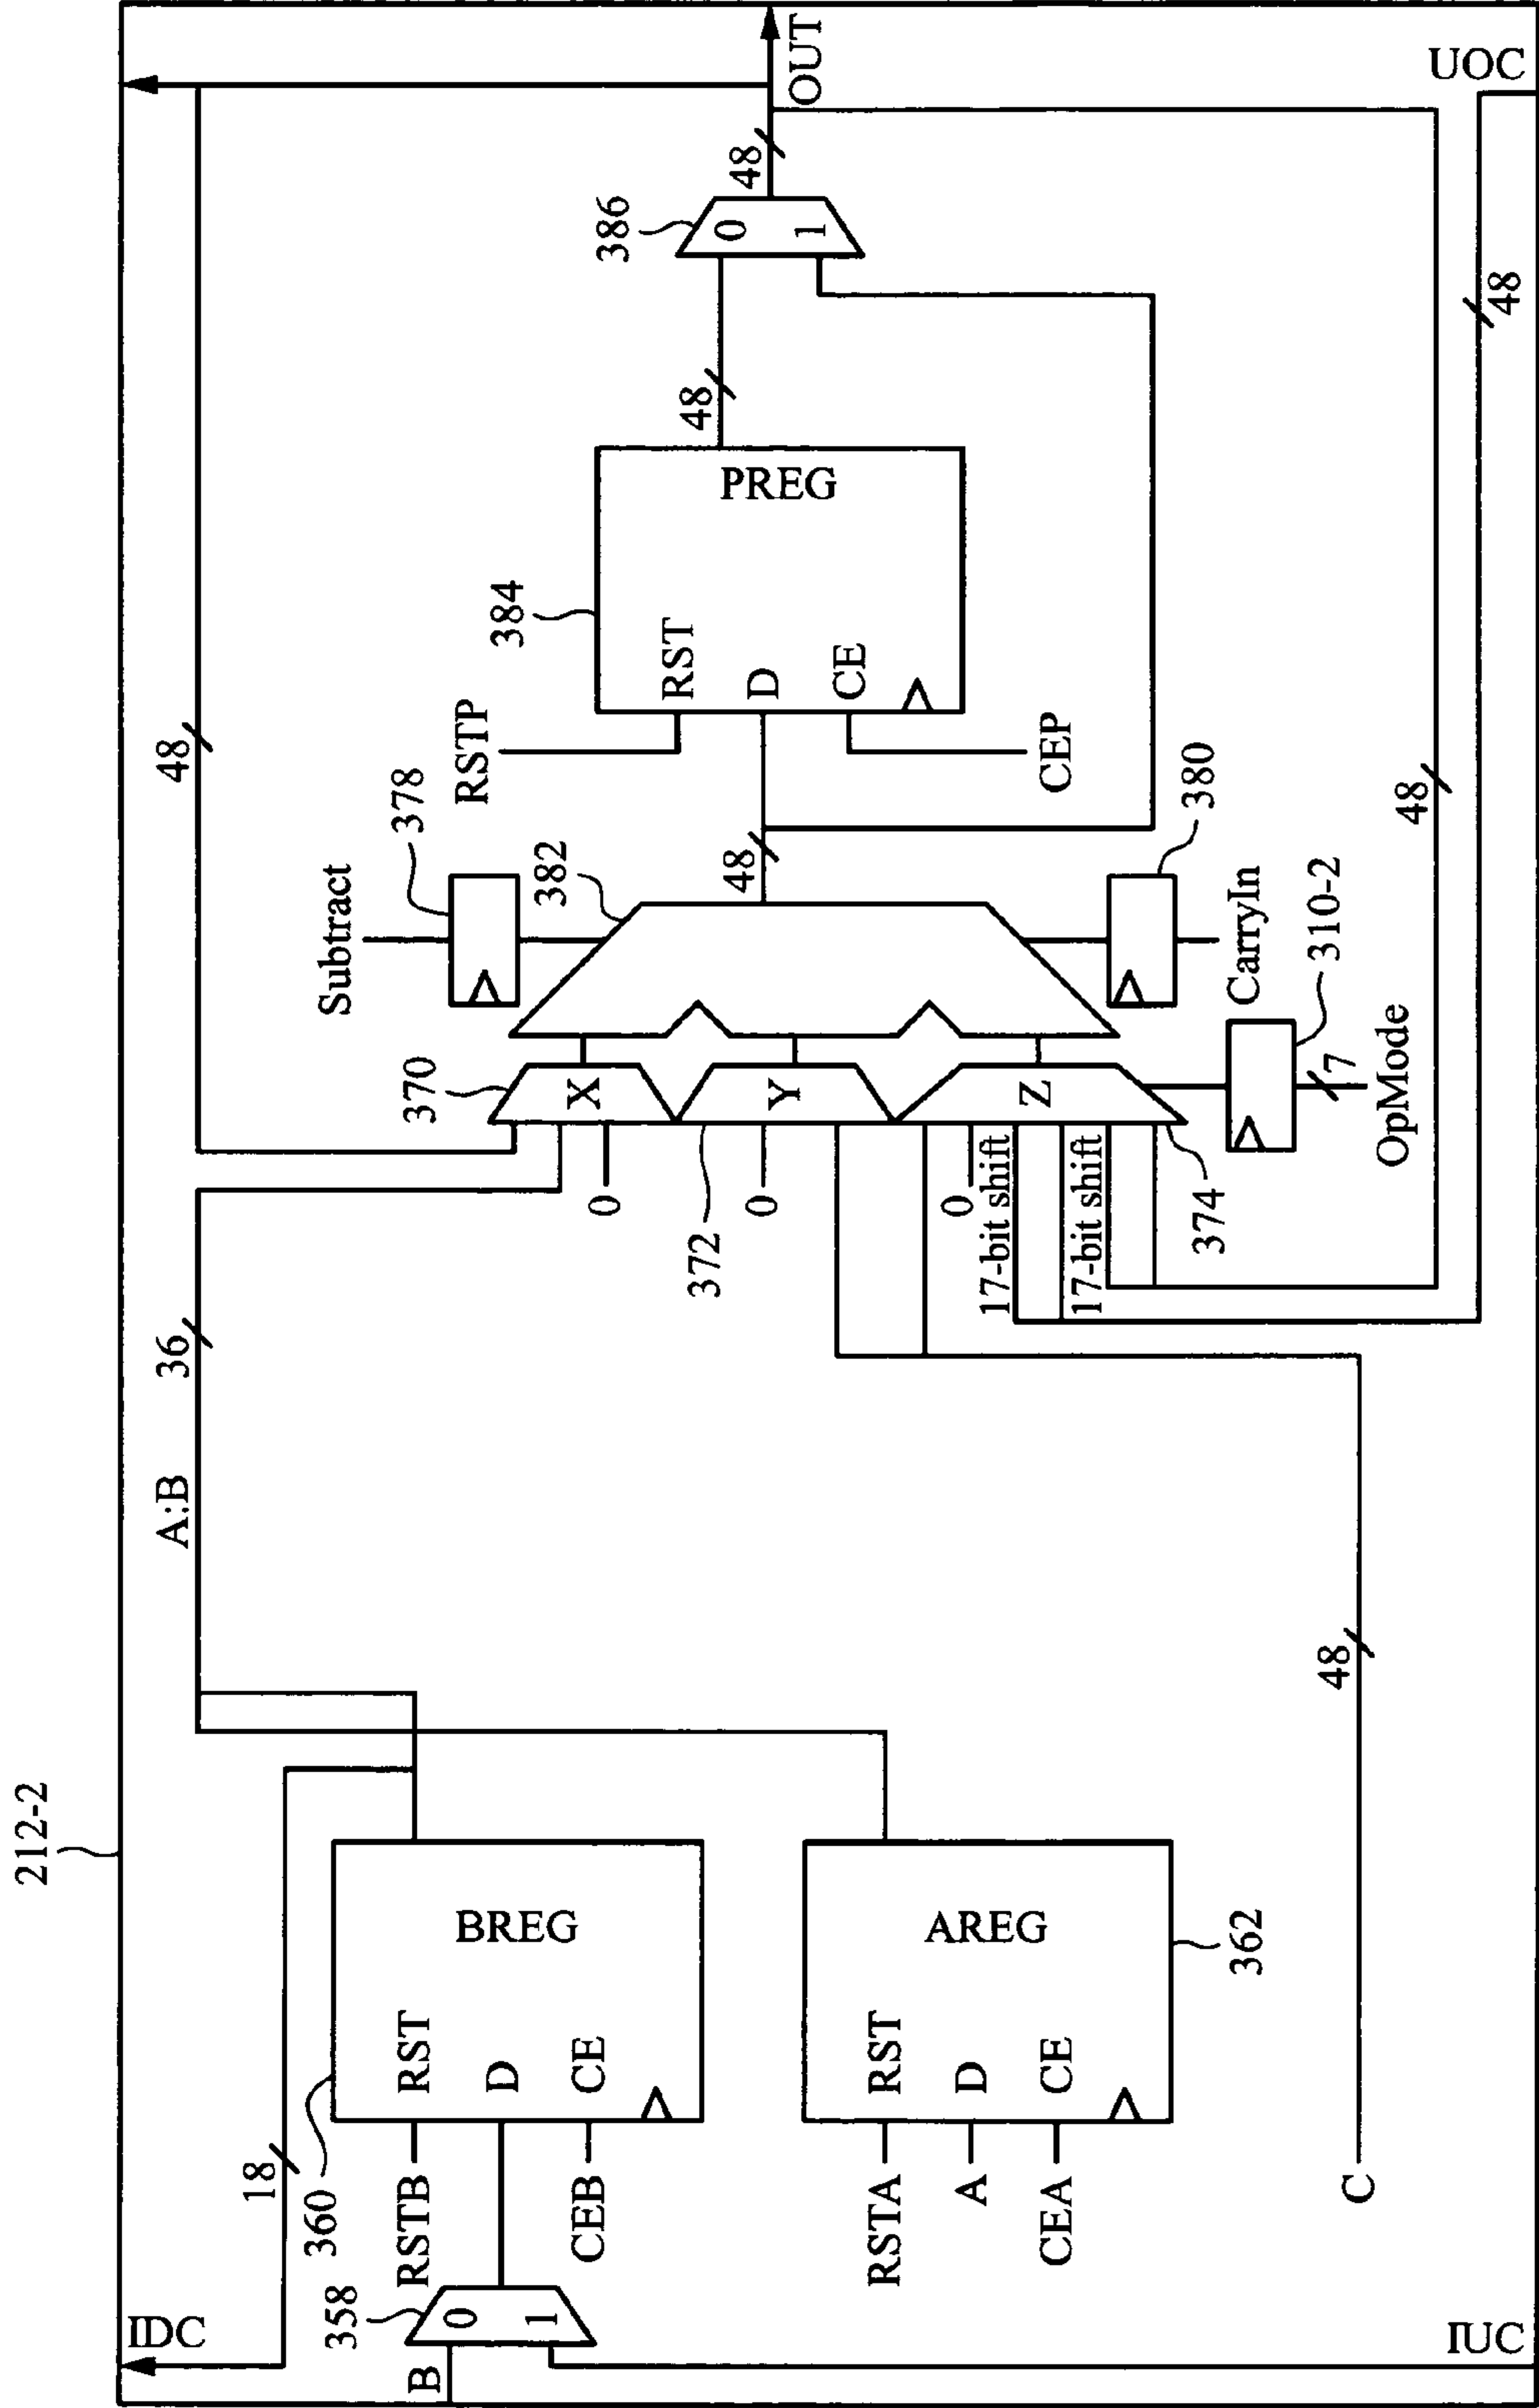 212-2
IDC
18
A:B
36
48
B
358
0
1
360
RSTB
RST
D
CEB
CE
BREG
RSTA
RST
A
D
CEA
CE
AREG
362
C
48
IUC
370
X
0
372
Y
0
Z
0
17-bit shift
17-bit shift
374
OpMode
7
310-2
Subtract
378
382
48
CarryIn
380
RSTP
384
RST
D
CE
CEP
PREG
48
386
0
1
48
OUT
48
48
UOC